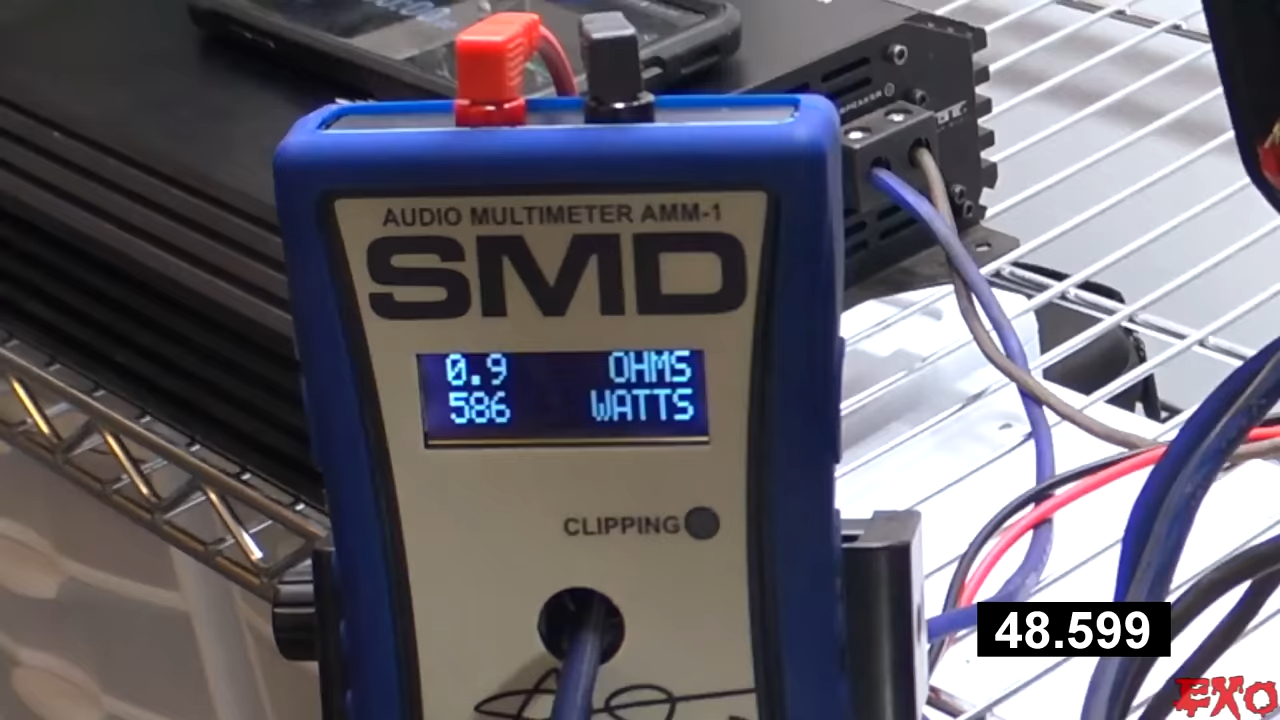 AUDIO MULTIMETER AMM-1
SMD
0.9 OHMS
586 WATTS
CLIPPING
48.599
EXO